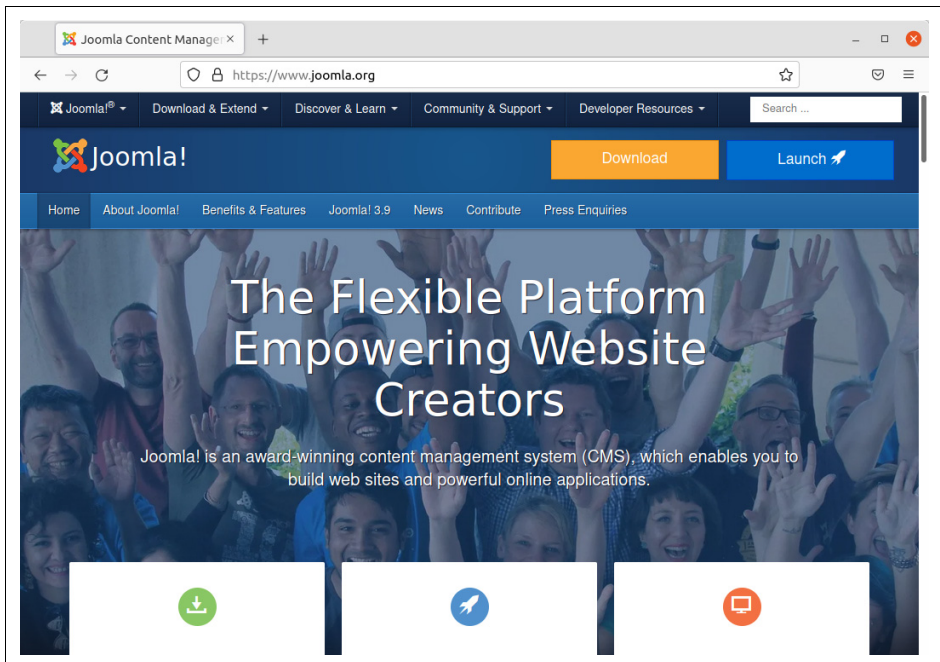 Joomla Content Manager
https://www.joomla.org
Joomla!® Download & Extend Discover & Learn Community & Support Developer Resources Search ...
Joomla! Download Launch
Home About Joomla! Benefits & Features Joomla! 3.9 News Contribute Press Enquiries
The Flexible Platform
Empowering Website
Creators
Joomla! is an award-winning content management system (CMS), which enables you to
build web sites and powerful online applications.